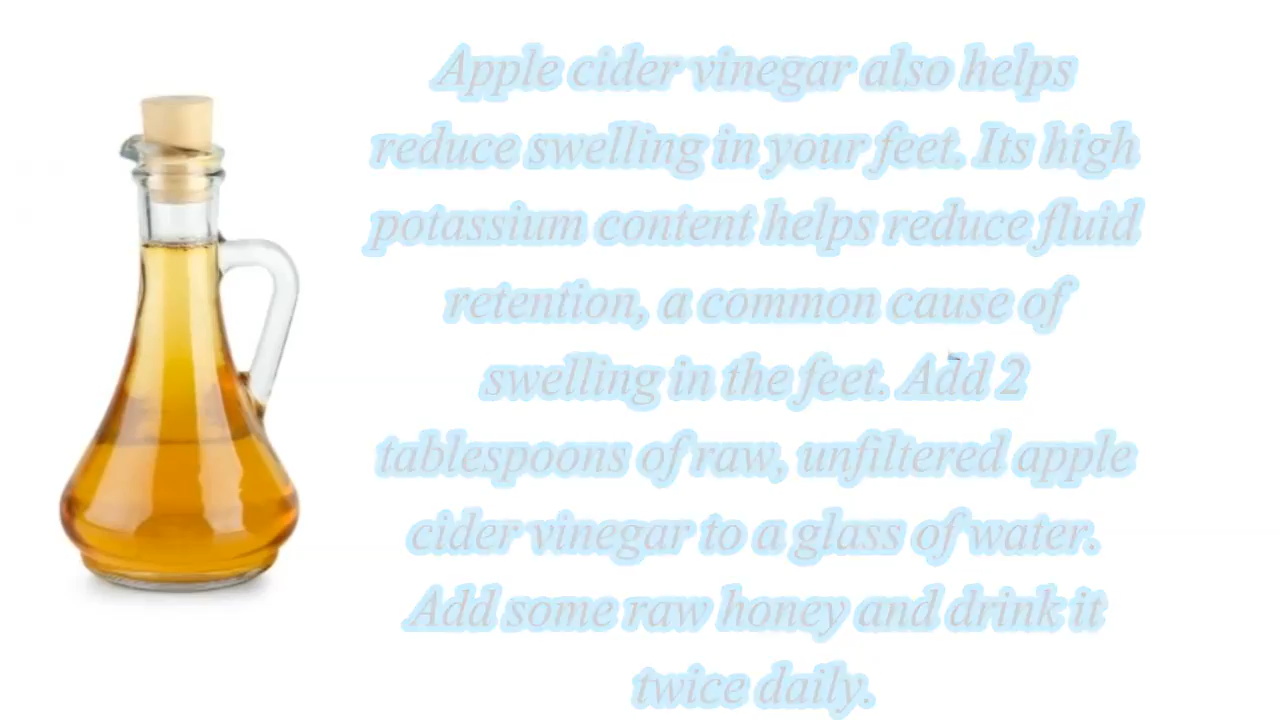 Apple cider vinegar also helps
reduce swelling in your feet. Its high
potassium content helps reduce fluid
retention, a common cause of
swelling in the feet. Add 2
tablespoons of raw, unfiltered apple
cider vinegar to a glass of water.
Add some raw honey and drink it
twice daily.